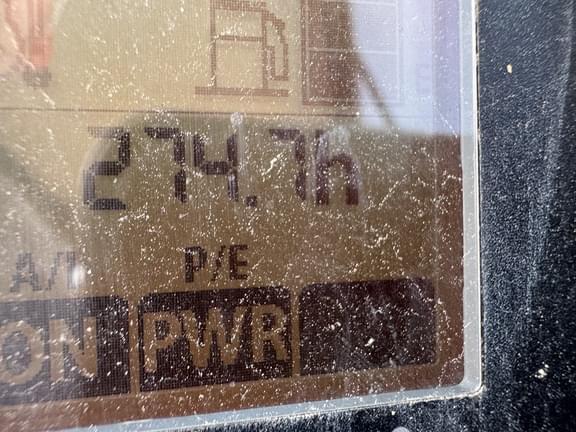 274.7h
A/I P/E
ON PWR